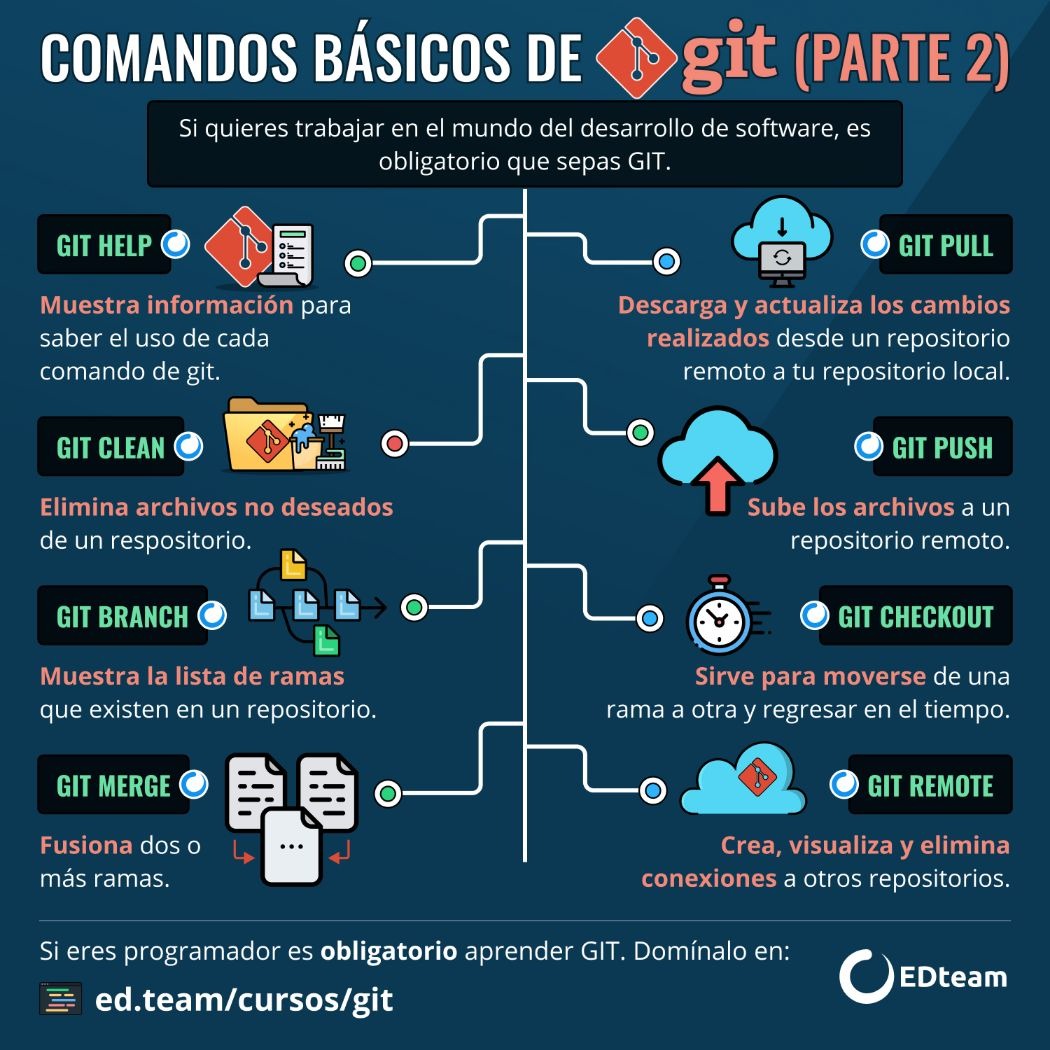 COMANDOS BÁSICOS DE git (PARTE 2)
Si quieres trabajar en el mundo del desarrollo de software, es
obligatorio que sepas GIT.
GIT HELP
Muestra información para
saber el uso de cada
comando de git.
GIT PULL
Descarga y actualiza los cambios
realizados desde un repositorio
remoto a tu repositorio local.
GIT CLEAN
Elimina archivos no deseados
de un respositorio.
GIT PUSH
Sube los archivos a un
repositorio remoto.
GIT BRANCH
Muestra la lista de ramas
que existen en un repositorio.
GIT CHECKOUT
Sirve para moverse de una
rama a otra y regresar en el tiempo.
GIT MERGE
Fusiona dos o
más ramas.
GIT REMOTE
Crea, visualiza y elimina
conexiones a otros repositorios.
Si eres programador es obligatorio aprender GIT. Domínalo en:
ed.team/cursos/git
EDteam